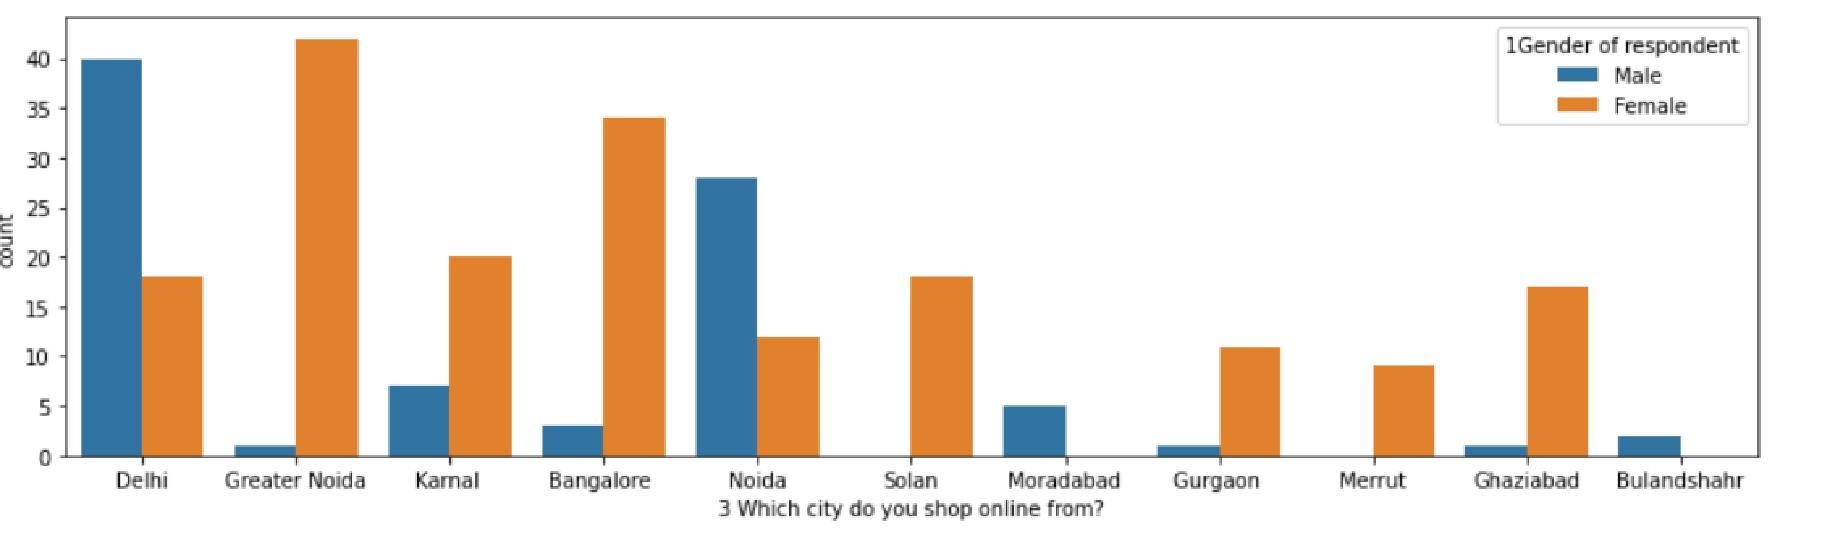 1Gender of respondent
Male
Female
40
35
30
25
20
15
10
5
0
count
Delhi Greater Noida Karnal Bangalore Noida Solan Moradabad Gurgaon Merrut Ghaziabad Bulandshahr
3 Which city do you shop online from?